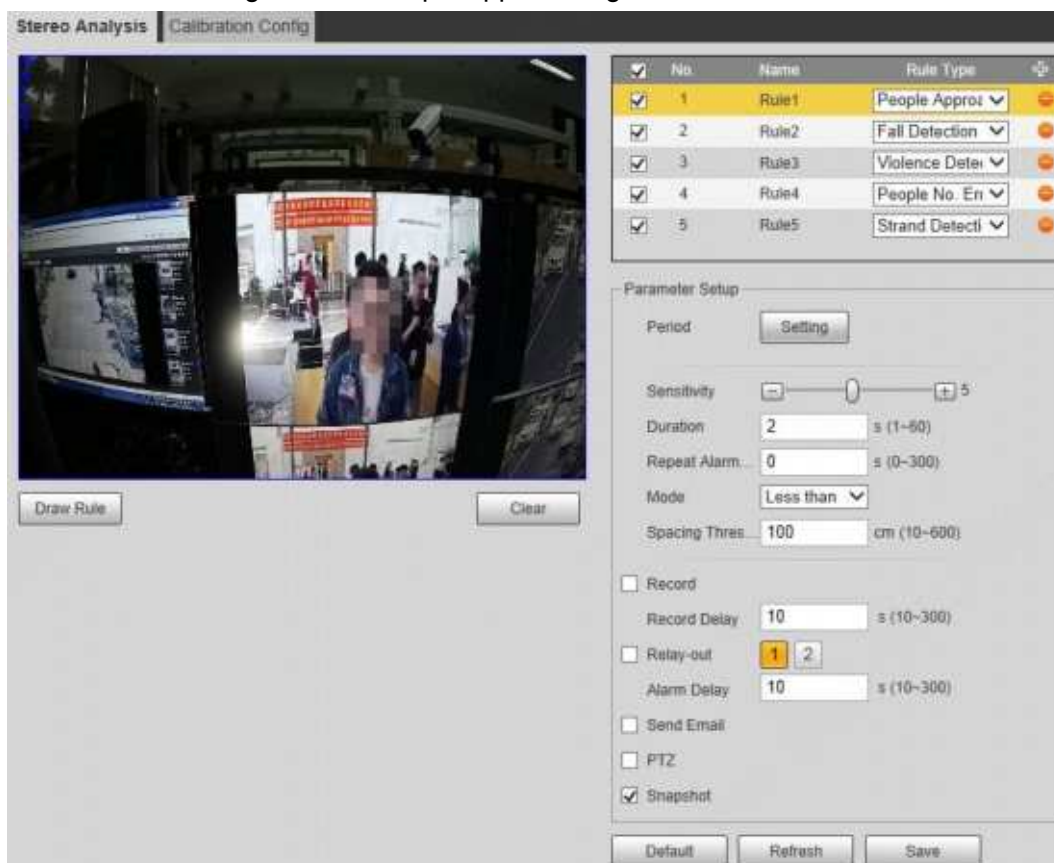 Stereo Analysis Calibration Config
No. Name Rule Type
1 Rule1 People Approa
2 Rule2 Fall Detection
3 Rule3 Violence Detec
4 Rule4 People No. Err
5 Rule5 Strand Detecti
Parameter Setup
Period Setting
Sensitivity - + 5
Duration 2 s (1~60)
Repeat Alarm... 0 s (0~300)
Mode Less than
Spacing Thres... 100 cm (10~600)
Draw Rule Clear
Record
Record Delay 10 s (10~300)
Relay-out 1 2
Alarm Delay 10 s (10~300)
Send Email
PTZ
Snapshot
Default Refresh Save